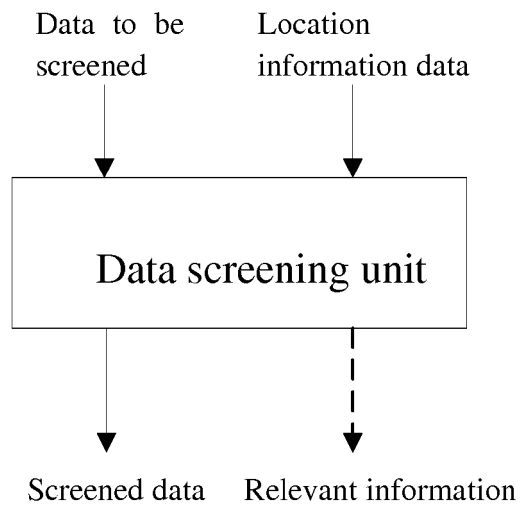 Data to be
screened
Location
information data
Data screening unit
Screened data
Relevant information